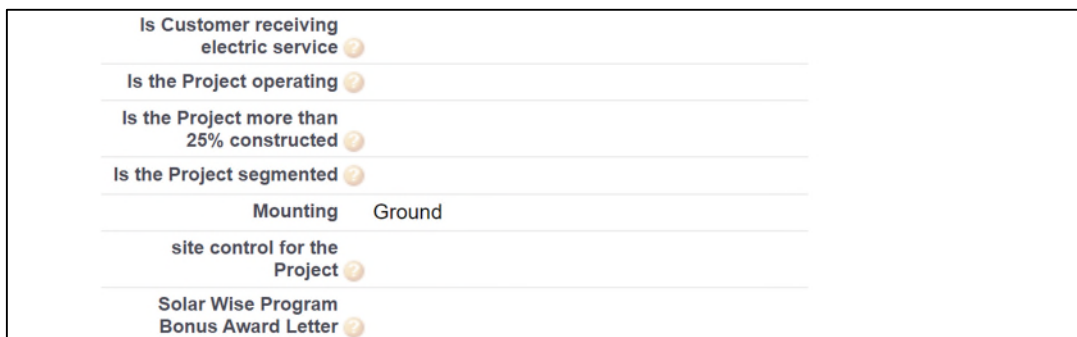 Is Customer receiving
electric service ?
Is the Project operating ?
Is the Project more than
25% constructed ?
Is the Project segmented ?
Mounting Ground
site control for the
Project ?
Solar Wise Program
Bonus Award Letter ?